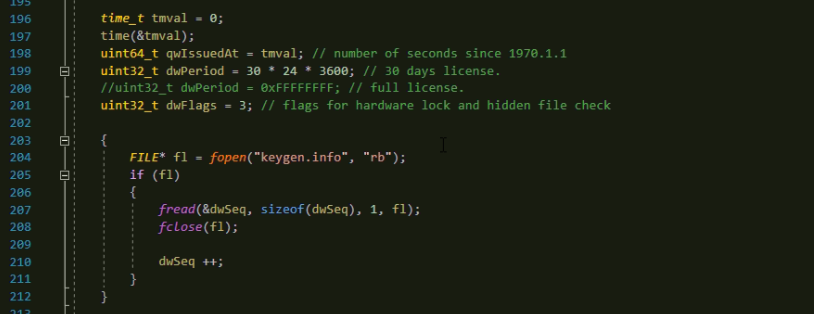 195
196 time_t tmval = 0;
197 time(&tmval);
198 uint64_t qwIssuedAt = tmval; // number of seconds since 1970.1.1
199 uint32_t dwPeriod = 30 * 24 * 3600; // 30 days license.
200 //uint32_t dwPeriod = 0xFFFFFFFF; // full license.
201 uint32_t dwFlags = 3; // flags for hardware lock and hidden file check
202
203 {
204 FILE* fl = fopen("keygen.info", "rb");
205 if (fl)
206 {
207 fread(&dwSeq, sizeof(dwSeq), 1, fl);
208 fclose(fl);
209
210 dwSeq ++;
211 }
212 }
213